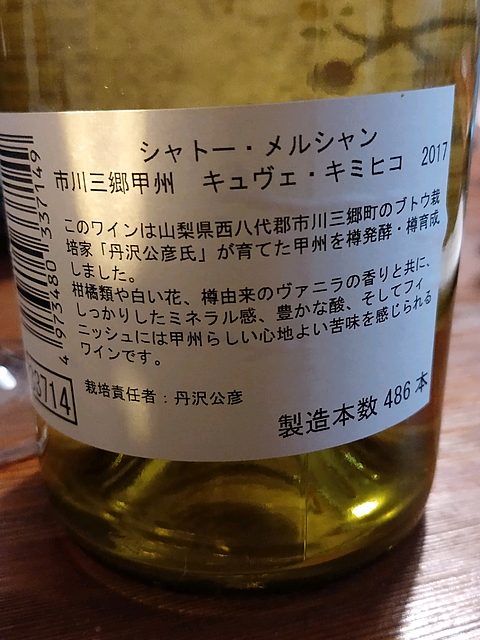 シャトー・メルシャン
市川三郷甲州　キュヴェ・キミヒコ　2017
このワインは山梨県西八代郡市川三郷町のブトウ栽
培家「丹沢公彦氏」が育てた甲州を樽発酵・樽育成
しました。
柑橘類や白い花、樽由来のヴァニラの香りと共に、
しっかりしたミネラル感、豊かな酸、そしてフィ
ニッシュには甲州らしい心地よい苦味を感じられる
ワインです。
栽培責任者：丹沢公彦
製造本数 486 本
4 973480 337149
33714